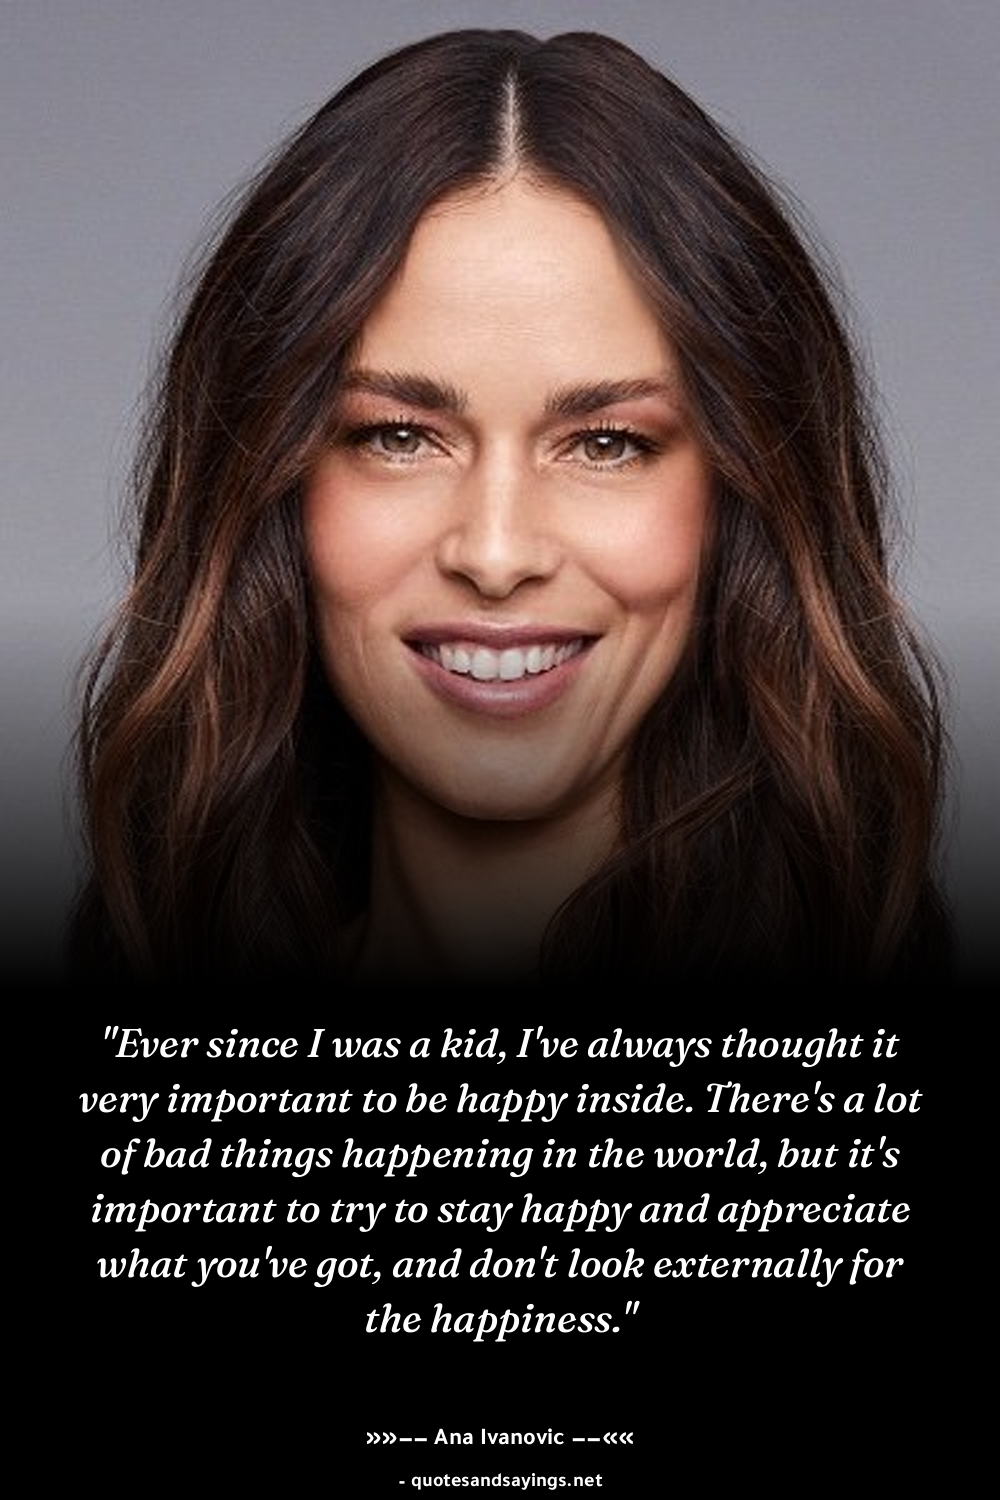 "Ever since I was a kid, I've always thought it
very important to be happy inside. There's a lot
of bad things happening in the world, but it's
important to try to stay happy and appreciate
what you've got, and don't look externally for
the happiness."
»»−− Ana Ivanovic −−««
- quotesandsayings.net